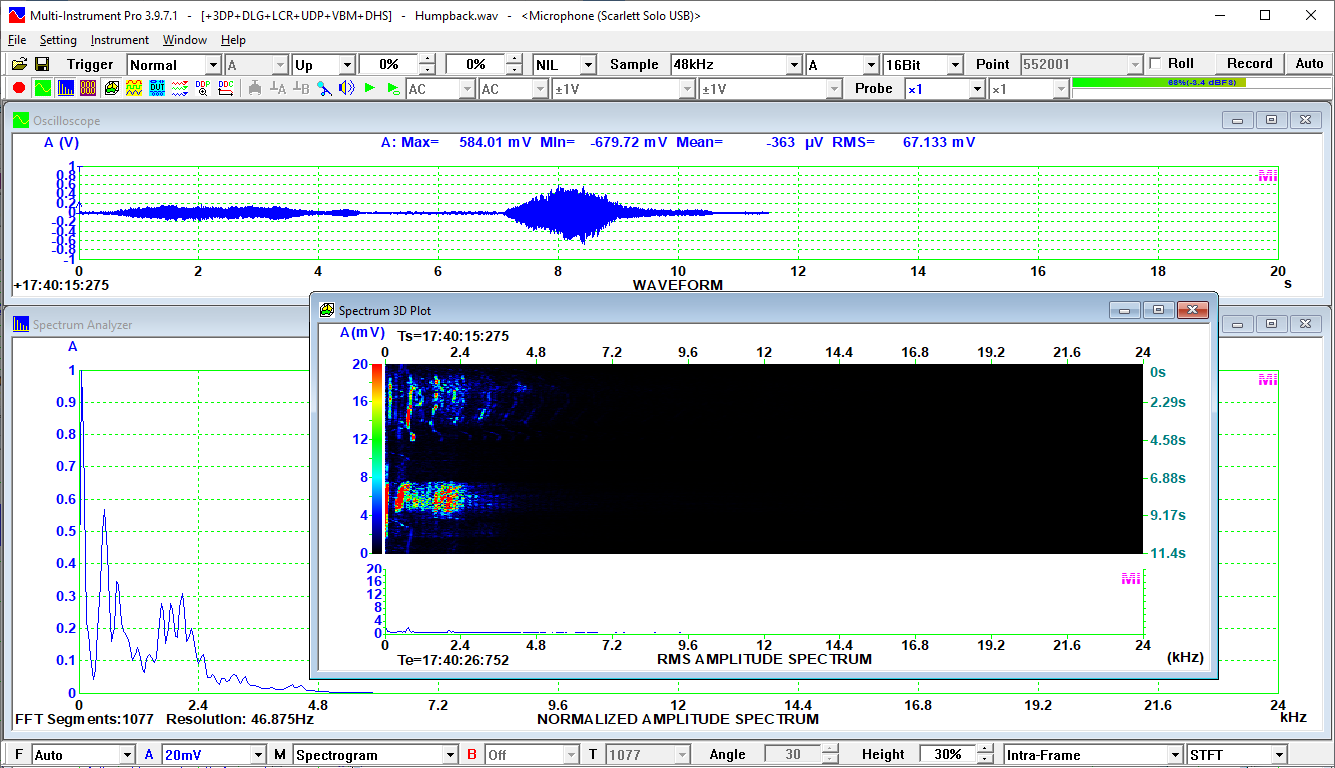 Multi-Instrument Pro 3.9.7.1 - [+3DP+DLG+LCR+UDP+VBM+DHS] - Humpback.wav - <Microphone (Scarlett Solo USB)>
File Setting Instrument Window Help
Trigger Normal A Up 0% 0% NIL Sample 48kHz A 16Bit Point 552001 Roll Record Auto
DUT DDP DDC A B AC AC ±1V ±1V Probe ×1 ×1 68%(-3.4 dBFS)
Oscilloscope
A (V) A: Max= 584.01 mV Min= -679.72 mV Mean= -363 µV RMS= 67.133 mV
1
0.8
0.6
0.4
0.2
0
-0.2
-0.4
-0.6
-0.8
-1
MI
0 2 4 6 8 10 12 14 16 18 20
+17:40:15:275 WAVEFORM s
Spectrum Analyzer
A
1
0.9
0.8
0.7
0.6
0.5
0.4
0.3
0.2
0.1
0
MI
0 2.4 4.8 7.2 9.6 12 14.4 16.8 19.2 21.6 24
FFT Segments:1077 Resolution: 46.875Hz NORMALIZED AMPLITUDE SPECTRUM kHz
Spectrum 3D Plot
A(mV) Ts=17:40:15:275
0 2.4 4.8 7.2 9.6 12 14.4 16.8 19.2 21.6 24
20 0s
16 2.29s
12 4.58s
8 6.88s
4 9.17s
0 11.4s
20
16
12
8
4
0
MI
0 2.4 4.8 7.2 9.6 12 14.4 16.8 19.2 21.6 24
Te=17:40:26:752 RMS AMPLITUDE SPECTRUM (kHz)
F Auto A 20mV M Spectrogram B Off T 1077 Angle 30 Height 30% Intra-Frame STFT